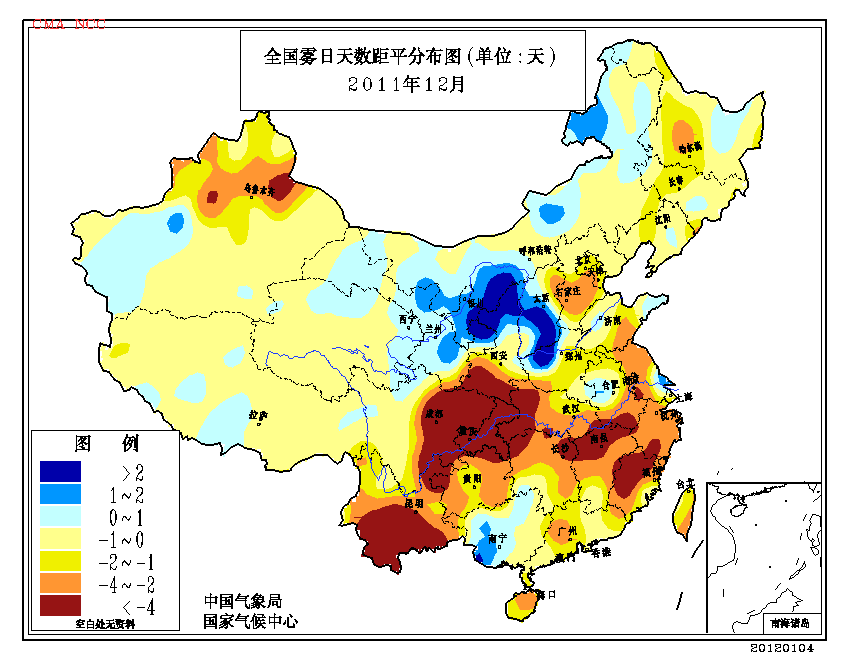 CMA NCC
全国雾日天数距平分布图(单位:天)
2011年12月
哈尔滨
长春
乌鲁木齐
沈阳
呼和浩特
北京
天津
石家庄
太原
银川
西宁
兰州
济南
西安
郑州
合肥
南京
上海
拉萨
成都
武汉
杭州
重庆
南昌
长沙
贵阳
福州
台北
昆明
南宁
广州
香港
澳门
海口
图 例
>2
1~2
0~1
-1~0
-2~-1
-4~-2
<-4
空白处无资料
中国气象局
国家气候中心
南海诸岛
20120104